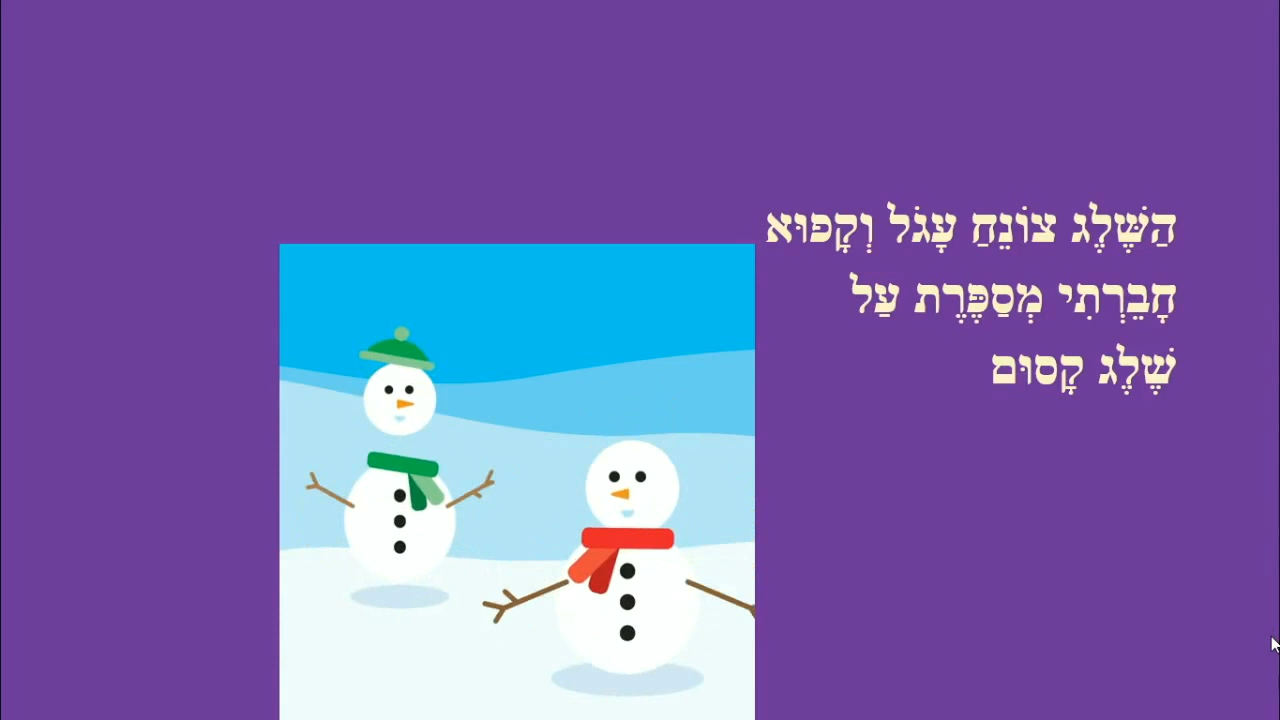 הַשֶּׁלֶג צוֹנֵחַ עָגֹל וְקָפוּא
חָבֵרְתִי מְסַפֶּרֶת עַל
שֶׁלֶג קָסוּם